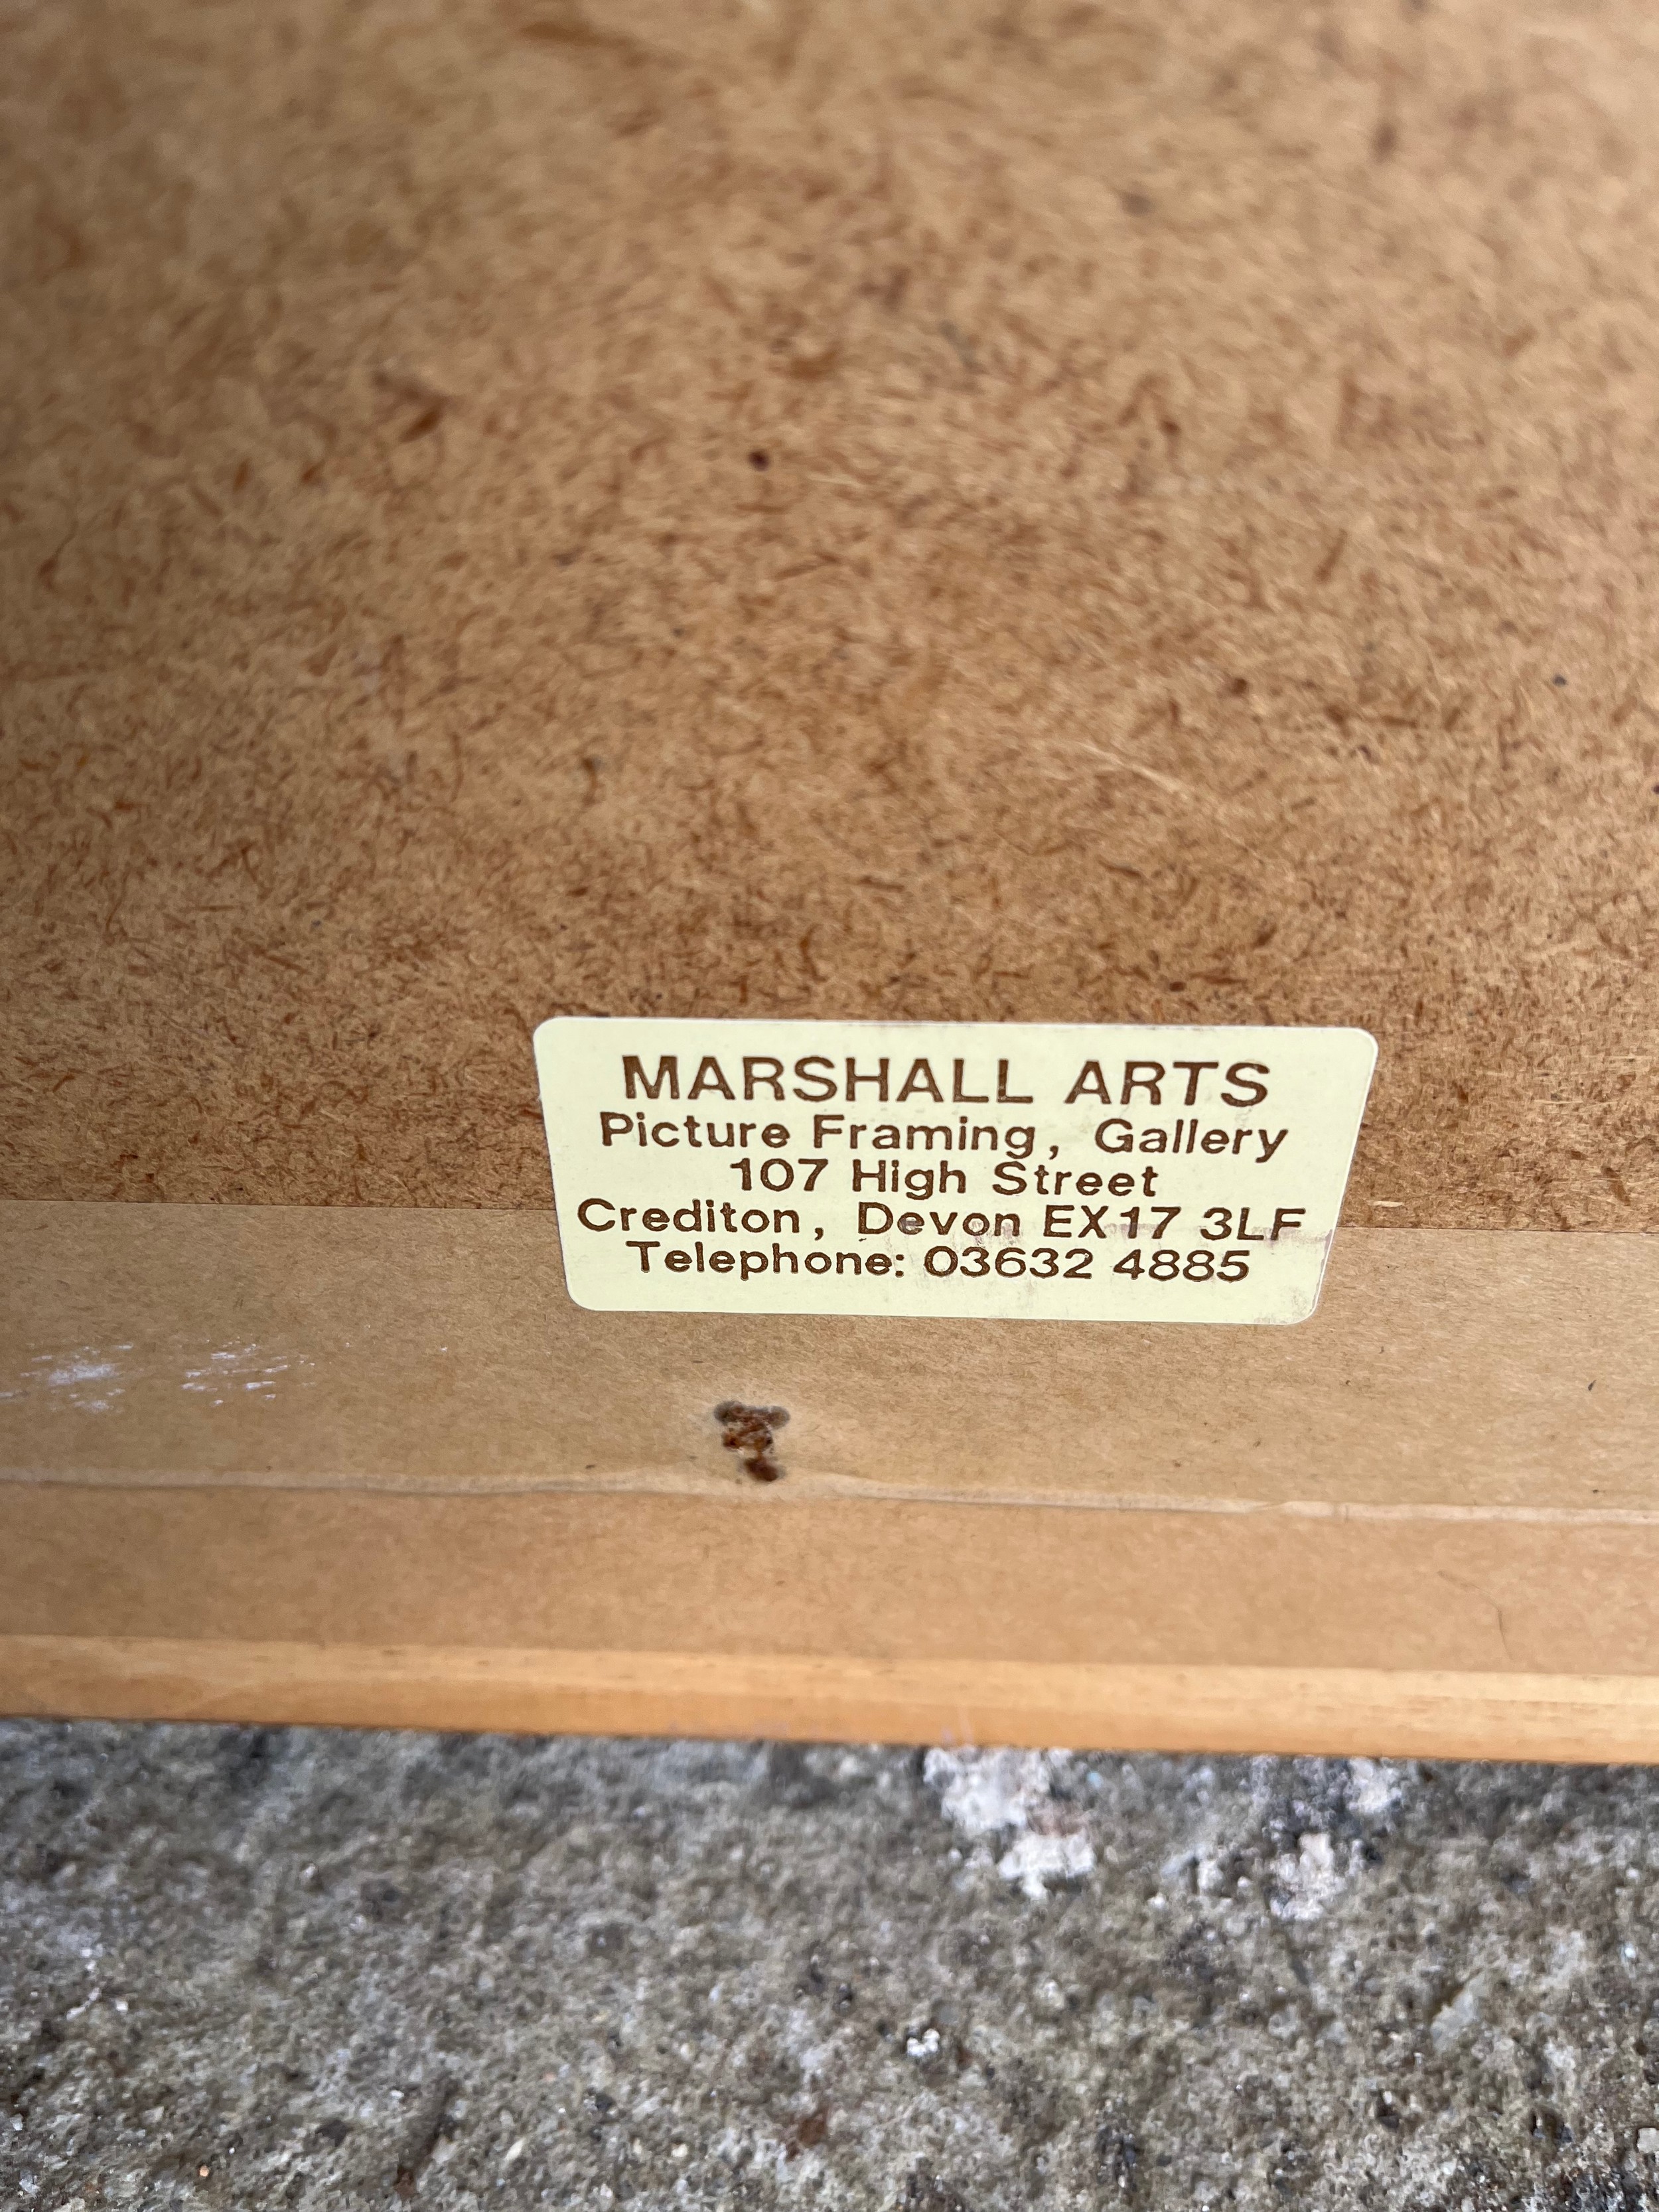 MARSHALL ARTS
Picture Framing, Gallery
107 High Street
Crediton, Devon EX17 3LF
Telephone: 03632 4885